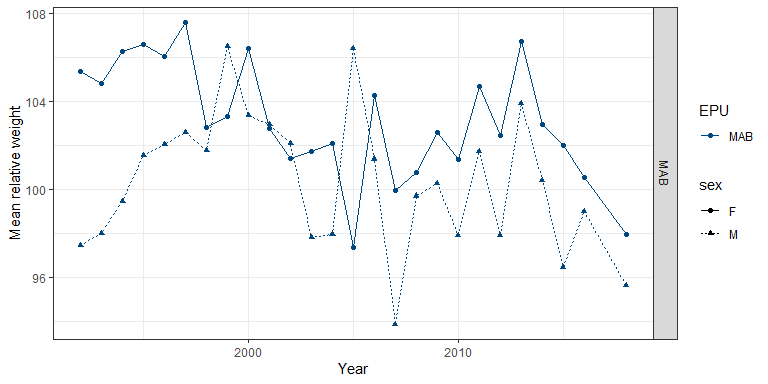 108
104
100
96
Mean relative weight
2000
2010
Year
MAB
EPU
MAB
sex
F
M